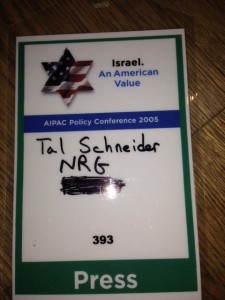 Israel.
An American
Value
AIPAC Policy Conference 2005
Tal Schneider
NRG
393
Press